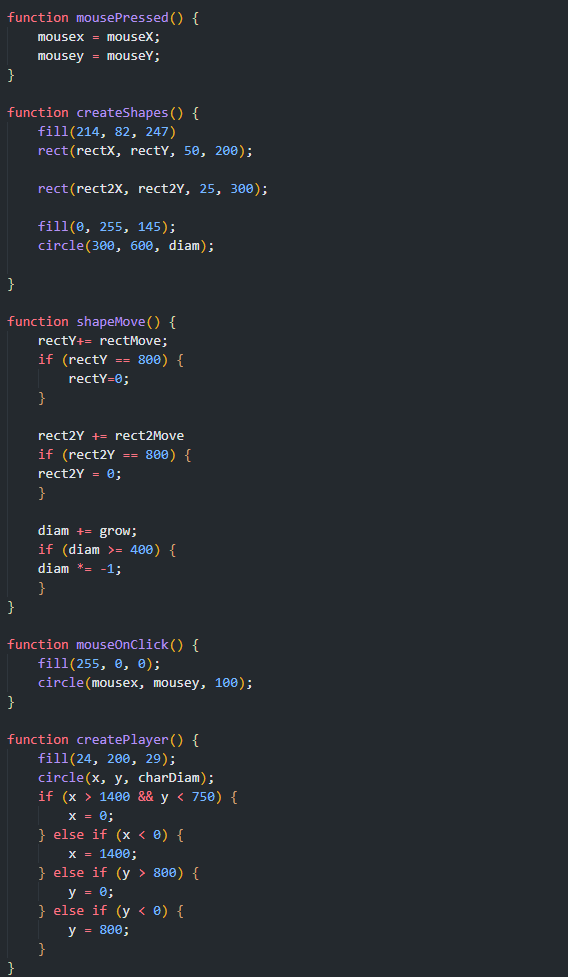 function mousePressed() {
    mousex = mouseX;
    mousey = mouseY;
}

function createShapes() {
    fill(214, 82, 247)
    rect(rectX, rectY, 50, 200);

    rect(rect2X, rect2Y, 25, 300);

    fill(0, 255, 145);
    circle(300, 600, diam);

}

function shapeMove() {
    rectY+= rectMove;
    if (rectY == 800) {
        rectY=0;
    }

    rect2Y += rect2Move
    if (rect2Y == 800) {
    rect2Y = 0;
    }

    diam += grow;
    if (diam >= 400) {
    diam *= -1;
    }
}

function mouseOnClick() {
    fill(255, 0, 0);
    circle(mousex, mousey, 100);
}

function createPlayer() {
    fill(24, 200, 29);
    circle(x, y, charDiam);
    if (x > 1400 && y < 750) {
        x = 0;
    } else if (x < 0) {
        x = 1400;
    } else if (y > 800) {
        y = 0;
    } else if (y < 0) {
        y = 800;
    }
}